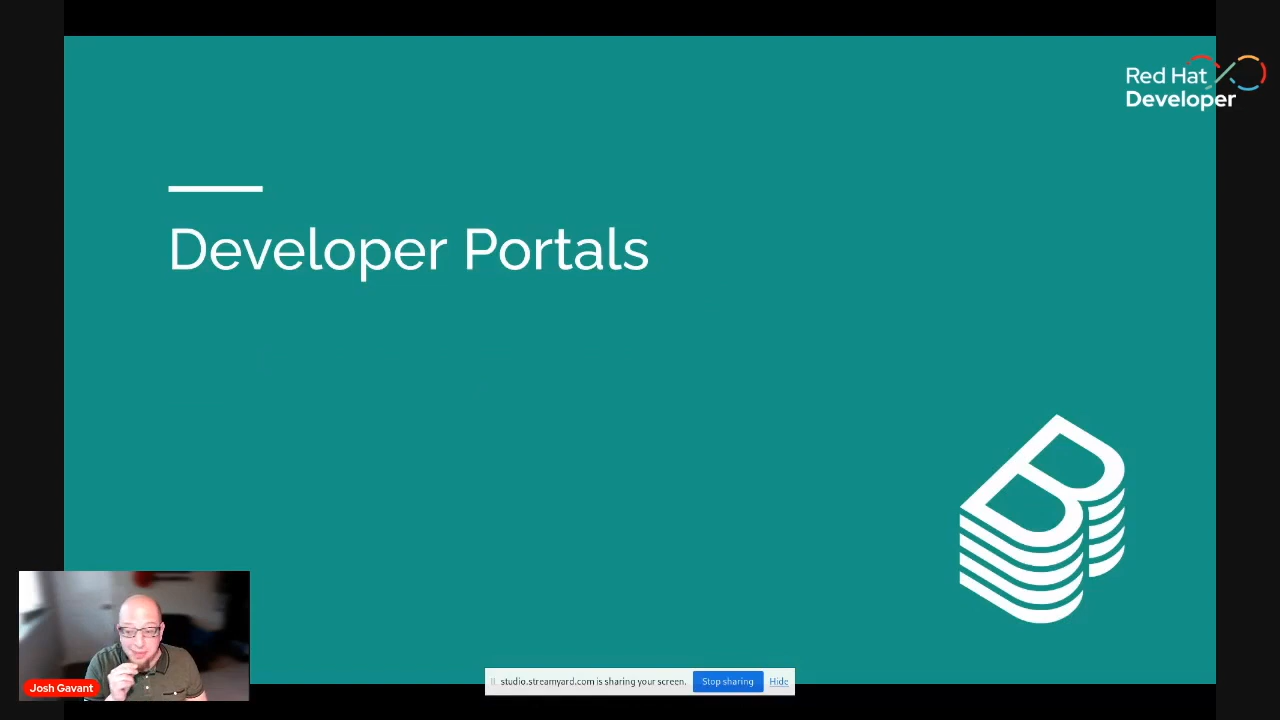 Red Hat
Developer
Developer Portals
Josh Gavant
studio.streamyard.com is sharing your screen.
Stop sharing
Hide